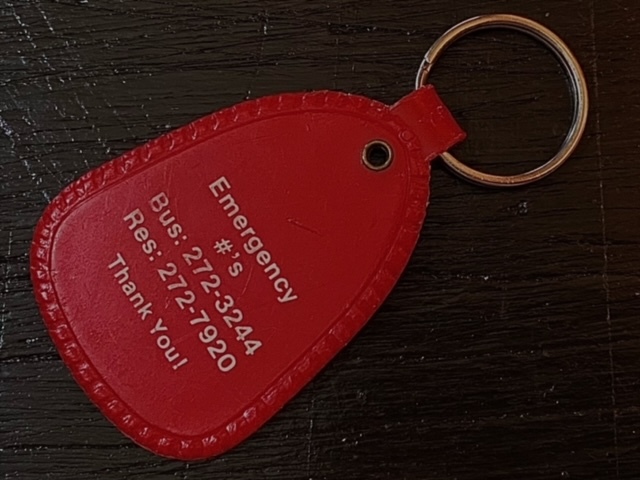 Emergency
#'s
Bus: 272-3244
Res: 272-7920
Thank You!